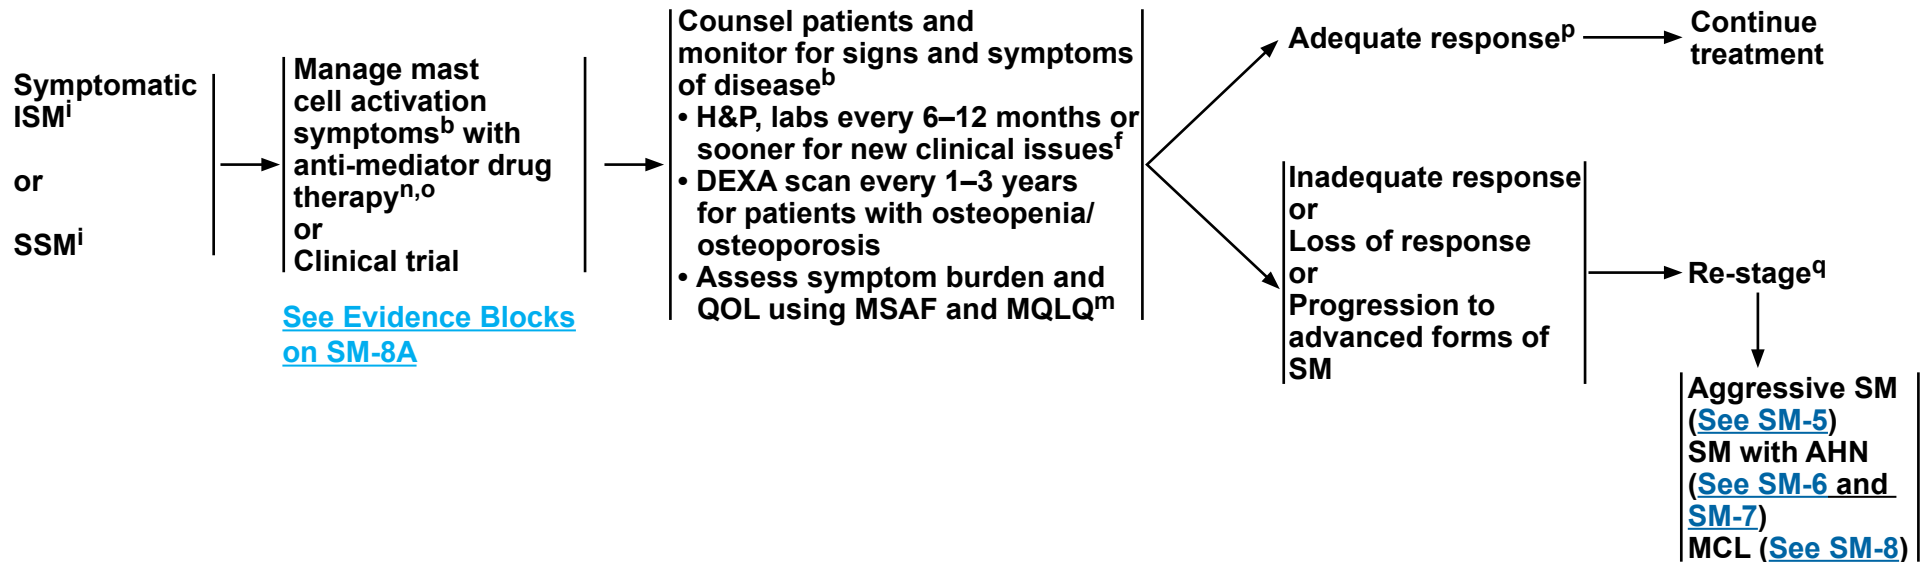 Symptomatic
ISMⁱ
or
SSMⁱ
Manage mast
cell activation
symptomsᵇ with
anti-mediator drug
therapyⁿ,ᵒ
or
Clinical trial
See Evidence Blocks
on SM-8A
Counsel patients and
monitor for signs and symptoms
of diseaseᵇ
• H&P, labs every 6–12 months or
sooner for new clinical issuesᶠ
• DEXA scan every 1–3 years
for patients with osteopenia/
osteoporosis
• Assess symptom burden and
QOL using MSAF and MQLQᵐ
Adequate responseᵖ
Continue
treatment
Inadequate response
or
Loss of response
or
Progression to
advanced forms of
SM
Re-stage^q
Aggressive SM
(See SM-5)
SM with AHN
(See SM-6 and
SM-7)
MCL (See SM-8)